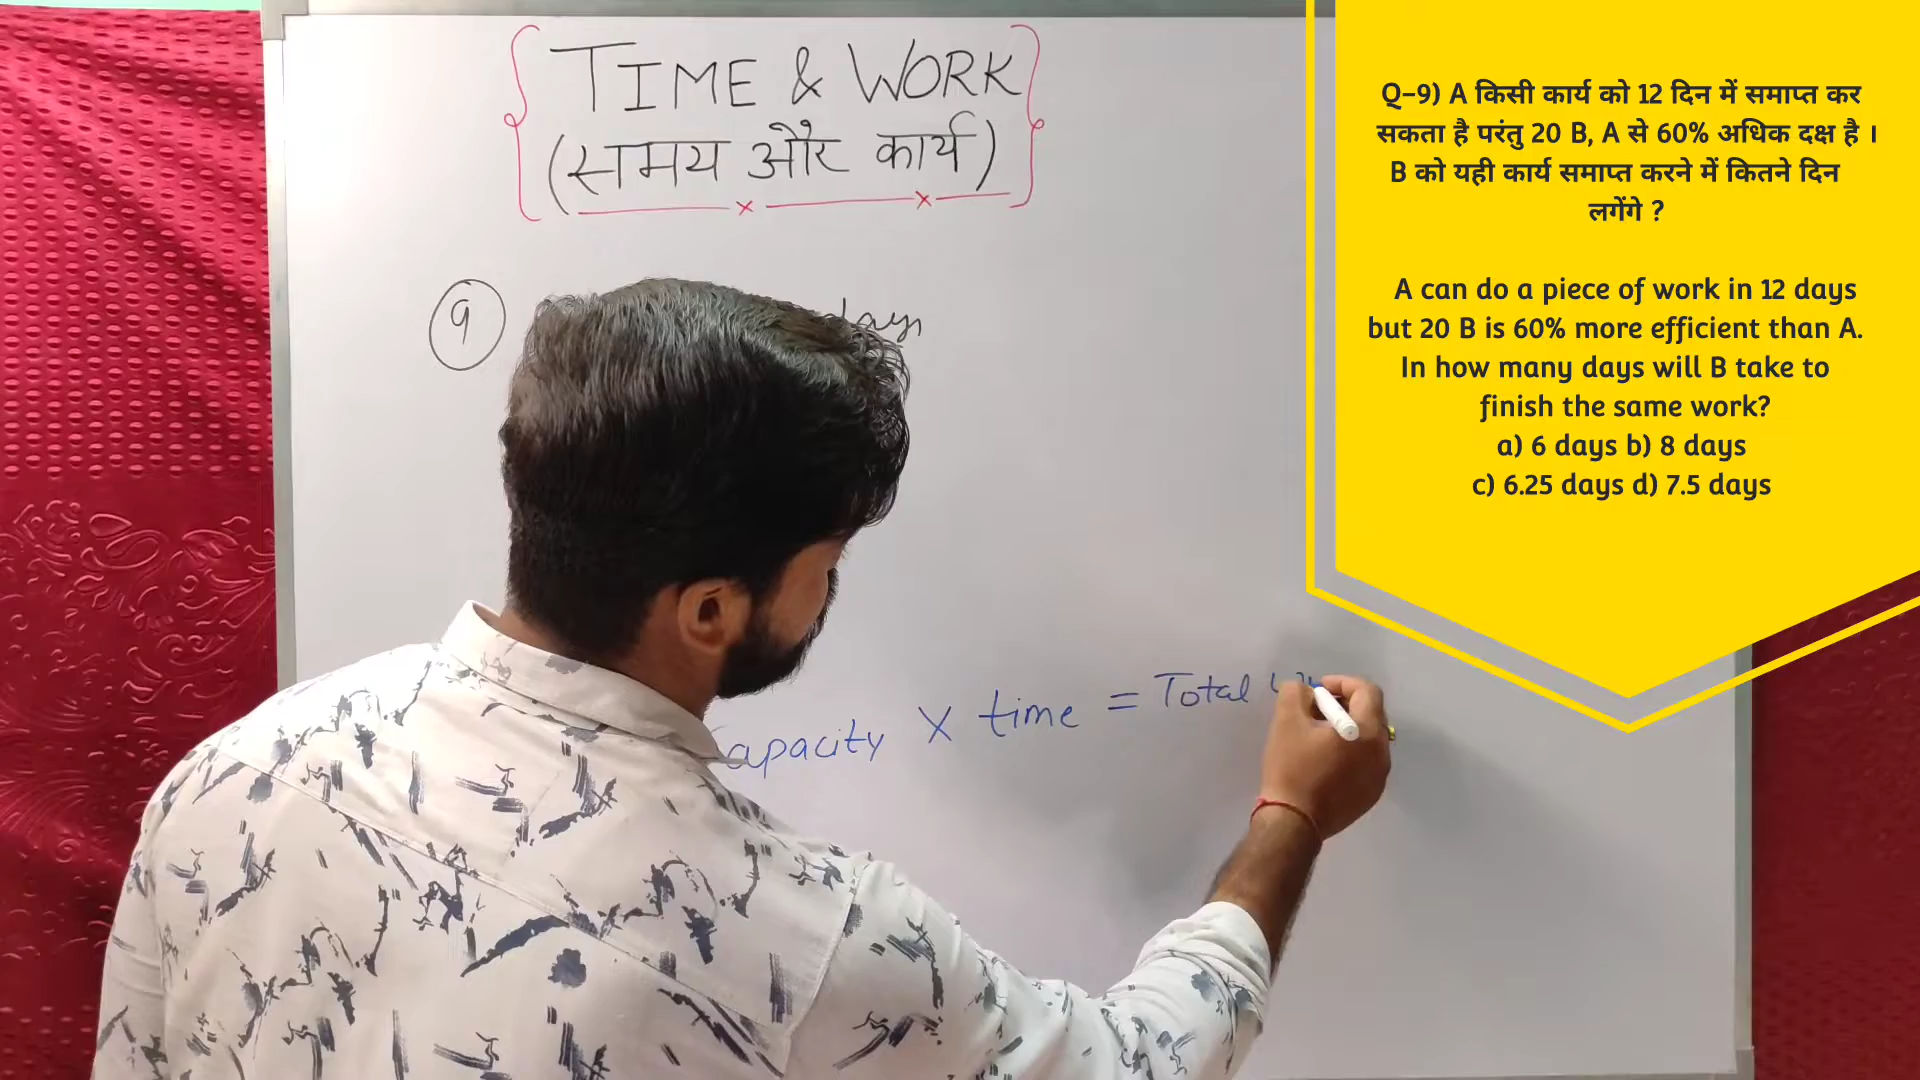 TIME & WORK
(समय और कार्य)
9
days
Capacity X time = Total
Q–9) A किसी कार्य को 12 दिन में समाप्त कर
सकता है परंतु 20 B, A से 60% अधिक दक्ष है ।
B को यही कार्य समाप्त करने में कितने दिन
लगेंगे ?
A can do a piece of work in 12 days
but 20 B is 60% more efficient than A.
In how many days will B take to
finish the same work?
a) 6 days b) 8 days
c) 6.25 days d) 7.5 days